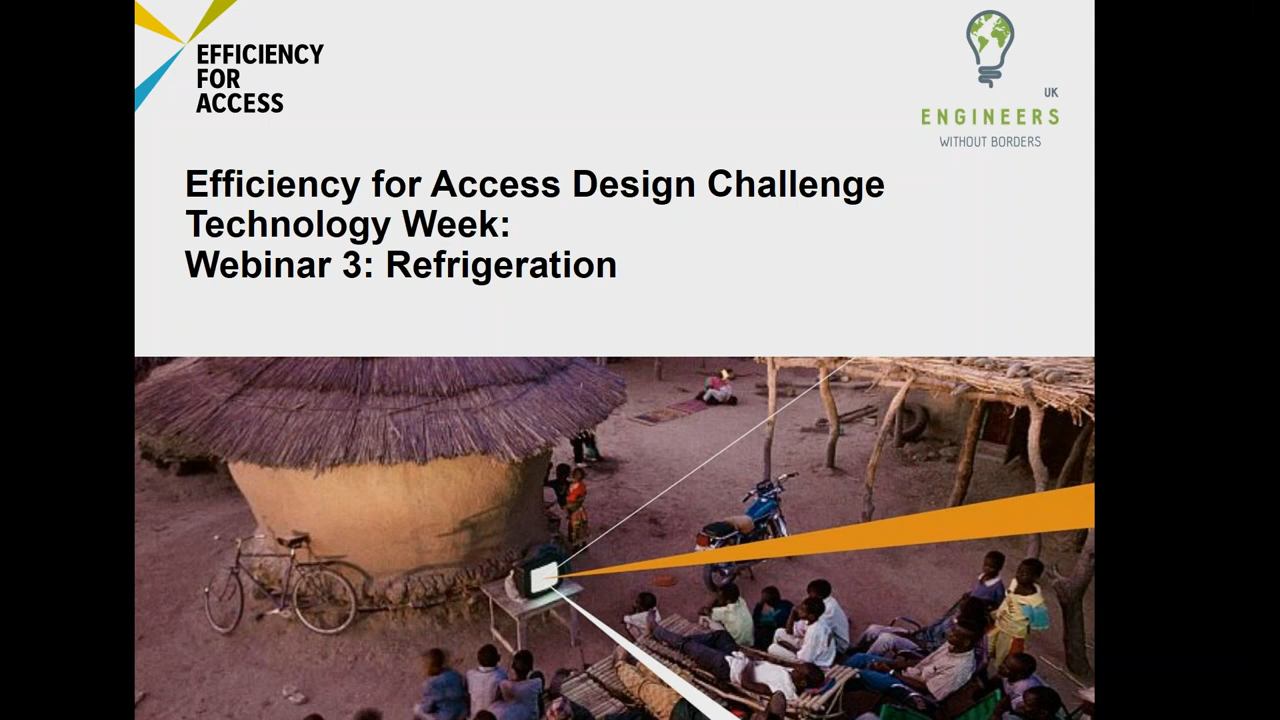 EFFICIENCY
FOR
ACCESS
UK
ENGINEERS
WITHOUT BORDERS
Efficiency for Access Design Challenge
Technology Week:
Webinar 3: Refrigeration